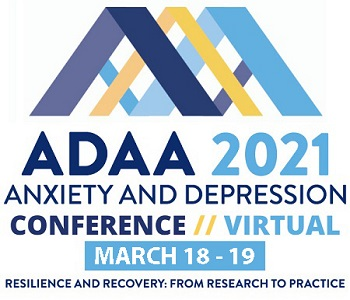 ADAA 2021
ANXIETY AND DEPRESSION
CONFERENCE // VIRTUAL
MARCH 18 - 19
RESILIENCE AND RECOVERY: FROM RESEARCH TO PRACTICE